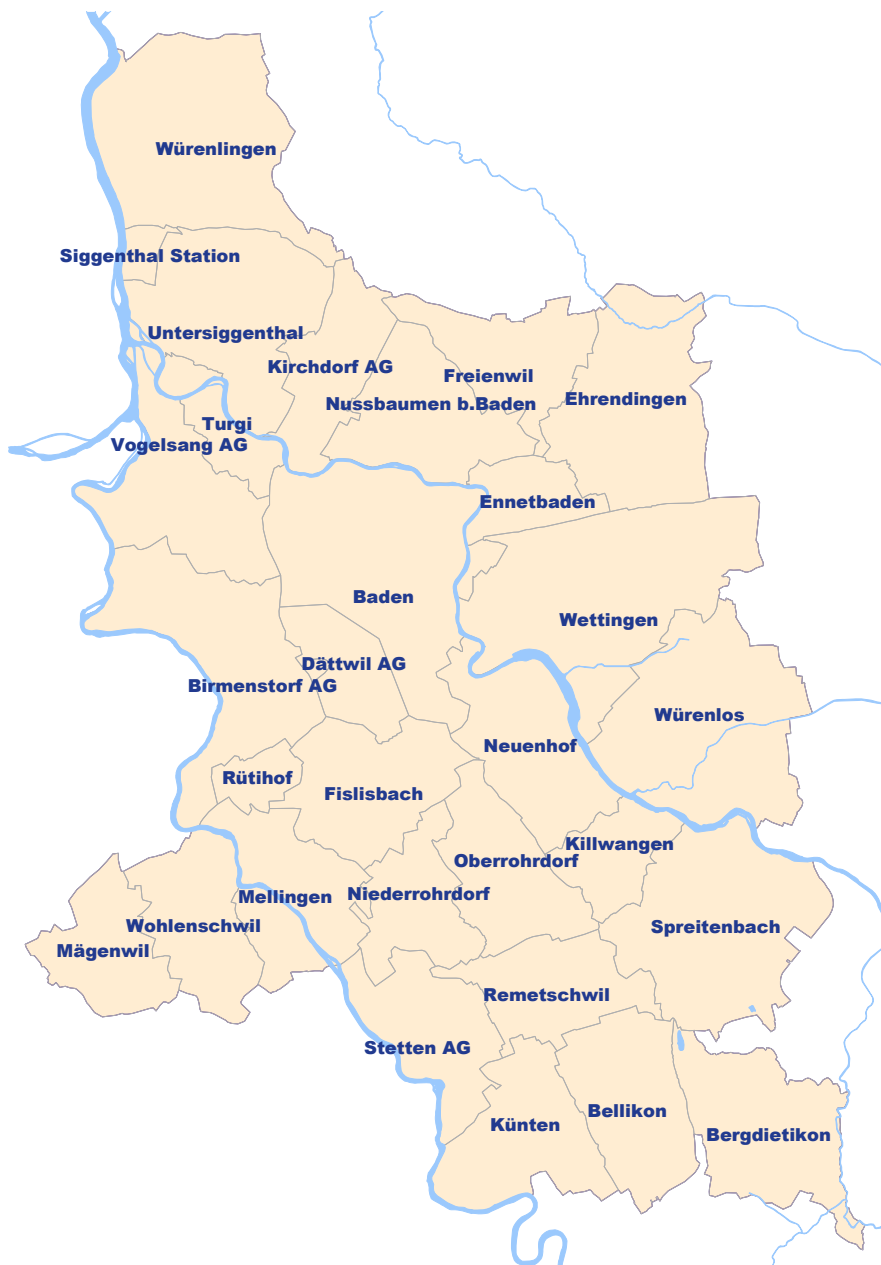 Würenlingen
Siggenthal Station
Untersiggenthal
Kirchdorf AG
Freienwil
Ehrendingen
Nussbaumen b.Baden
Turgi
Vogelsang AG
Ennetbaden
Baden
Wettingen
Dättwil AG
Birmenstorf AG
Würenlos
Neuenhof
Rütihof
Fislisbach
Killwangen
Oberrohrdorf
Niederrohrdorf
Mellingen
Wohlenschwil
Spreitenbach
Mägenwil
Remetschwil
Stetten AG
Bellikon
Künten
Bergdietikon